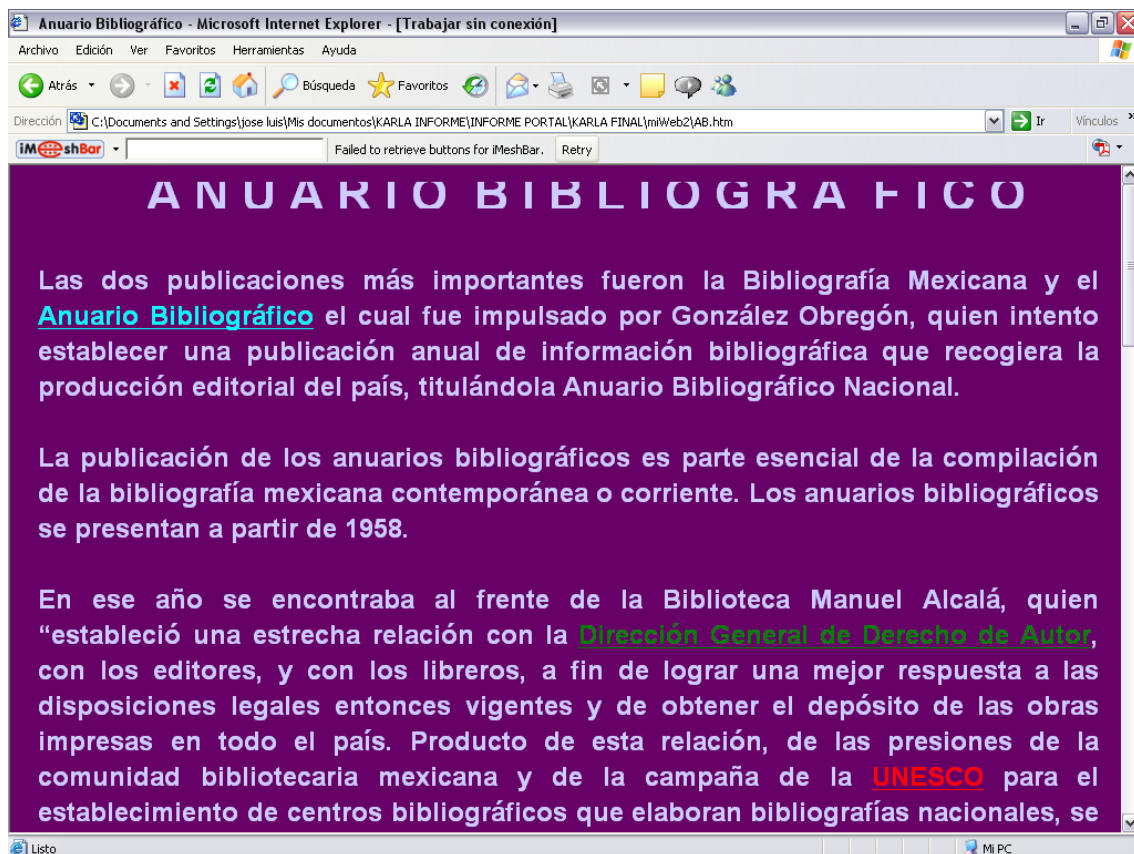 Anuario Bibliográfico - Microsoft Internet Explorer - [Trabajar sin conexión]
Archivo Edición Ver Favoritos Herramientas Ayuda
Atrás Búsqueda Favoritos
Dirección C:\Documents and Settings\jose luis\Mis documentos\KARLA INFORME\INFORME PORTAL\KARLA FINAL\miWeb2\AB.htm Ir Vínculos »
iMeshBar Failed to retrieve buttons for iMeshBar. Retry
A N U A R I O B I B L I O G R A F I C O
Las dos publicaciones más importantes fueron la Bibliografía Mexicana y el
Anuario Bibliográfico el cual fue impulsado por González Obregón, quien intento
establecer una publicación anual de información bibliográfica que recogiera la
producción editorial del país, titulándola Anuario Bibliográfico Nacional.
La publicación de los anuarios bibliográficos es parte esencial de la compilación
de la bibliografía mexicana contemporánea o corriente. Los anuarios bibliográficos
se presentan a partir de 1958.
En ese año se encontraba al frente de la Biblioteca Manuel Alcalá, quien
“estableció una estrecha relación con la Dirección General de Derecho de Autor,
con los editores, y con los libreros, a fin de lograr una mejor respuesta a las
disposiciones legales entonces vigentes y de obtener el depósito de las obras
impresas en todo el país. Producto de esta relación, de las presiones de la
comunidad bibliotecaria mexicana y de la campaña de la UNESCO para el
establecimiento de centros bibliográficos que elaboran bibliografías nacionales, se
Listo Mi PC